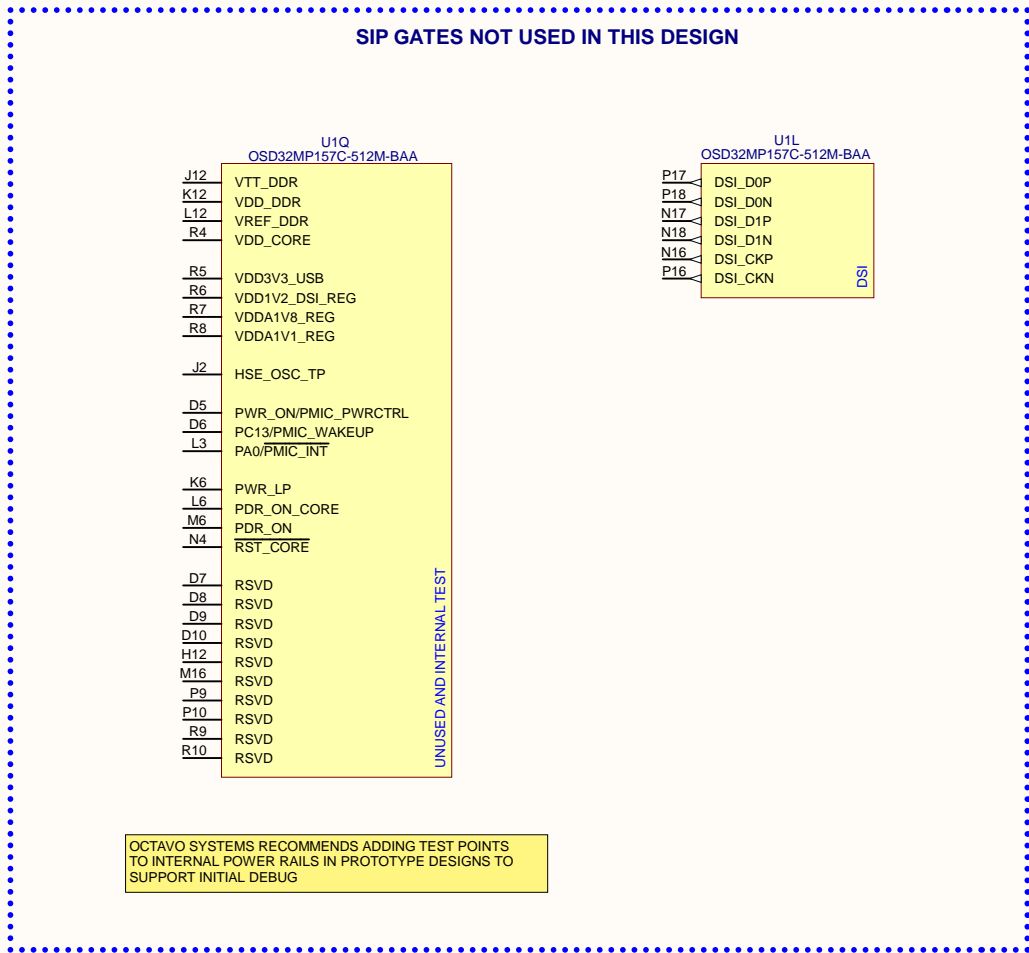 SIP GATES NOT USED IN THIS DESIGN
U1Q
OSD32MP157C-512M-BAA
J12 VTT_DDR
K12 VDD_DDR
L12 VREF_DDR
R4 VDD_CORE
R5 VDD3V3_USB
R6 VDD1V2_DSI_REG
R7 VDDA1V8_REG
R8 VDDA1V1_REG
J2 HSE_OSC_TP
D5 PWR_ON/PMIC_PWRCTRL
D6 PC13/PMIC_WAKEUP
L3 PA0/PMIC_INT
K6 PWR_LP
L6 PDR_ON_CORE
M6 PDR_ON
N4 RST_CORE
D7 RSVD
D8 RSVD
D9 RSVD
D10 RSVD
H12 RSVD
M16 RSVD
P9 RSVD
P10 RSVD
R9 RSVD
R10 RSVD
UNUSED AND INTERNAL TEST
U1L
OSD32MP157C-512M-BAA
P17 DSI_D0P
P18 DSI_D0N
N17 DSI_D1P
N18 DSI_D1N
N16 DSI_CKP
P16 DSI_CKN
DSI
OCTAVO SYSTEMS RECOMMENDS ADDING TEST POINTS
TO INTERNAL POWER RAILS IN PROTOTYPE DESIGNS TO
SUPPORT INITIAL DEBUG